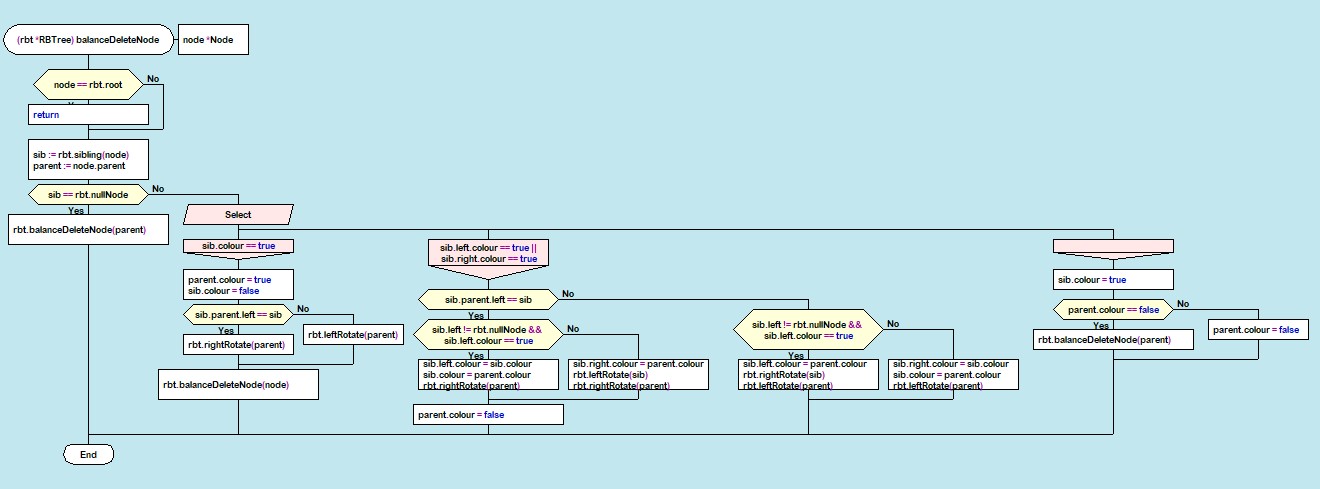 (rbt *RBTree) balanceDeleteNode
node *Node
node == rbt.root
No
return
sib := rbt.sibling(node)
parent := node.parent
sib == rbt.nullNode
No
Yes
rbt.balanceDeleteNode(parent)
Select
sib.colour == true
parent.colour = true
sib.colour = false
sib.parent.left == sib
No
Yes
rbt.rightRotate(parent)
rbt.leftRotate(parent)
rbt.balanceDeleteNode(node)
sib.left.colour == true ||
sib.right.colour == true
sib.parent.left == sib
No
Yes
sib.left != rbt.nullNode &&
sib.left.colour == true
No
Yes
sib.left.colour = sib.colour
sib.colour = parent.colour
rbt.rightRotate(parent)
sib.right.colour = parent.colour
rbt.leftRotate(sib)
rbt.rightRotate(parent)
parent.colour = false
sib.left != rbt.nullNode &&
sib.left.colour == true
No
Yes
sib.left.colour = parent.colour
rbt.rightRotate(sib)
rbt.leftRotate(parent)
sib.right.colour = sib.colour
sib.colour = parent.colour
rbt.leftRotate(parent)
sib.colour = true
parent.colour == false
No
Yes
rbt.balanceDeleteNode(parent)
parent.colour = false
End